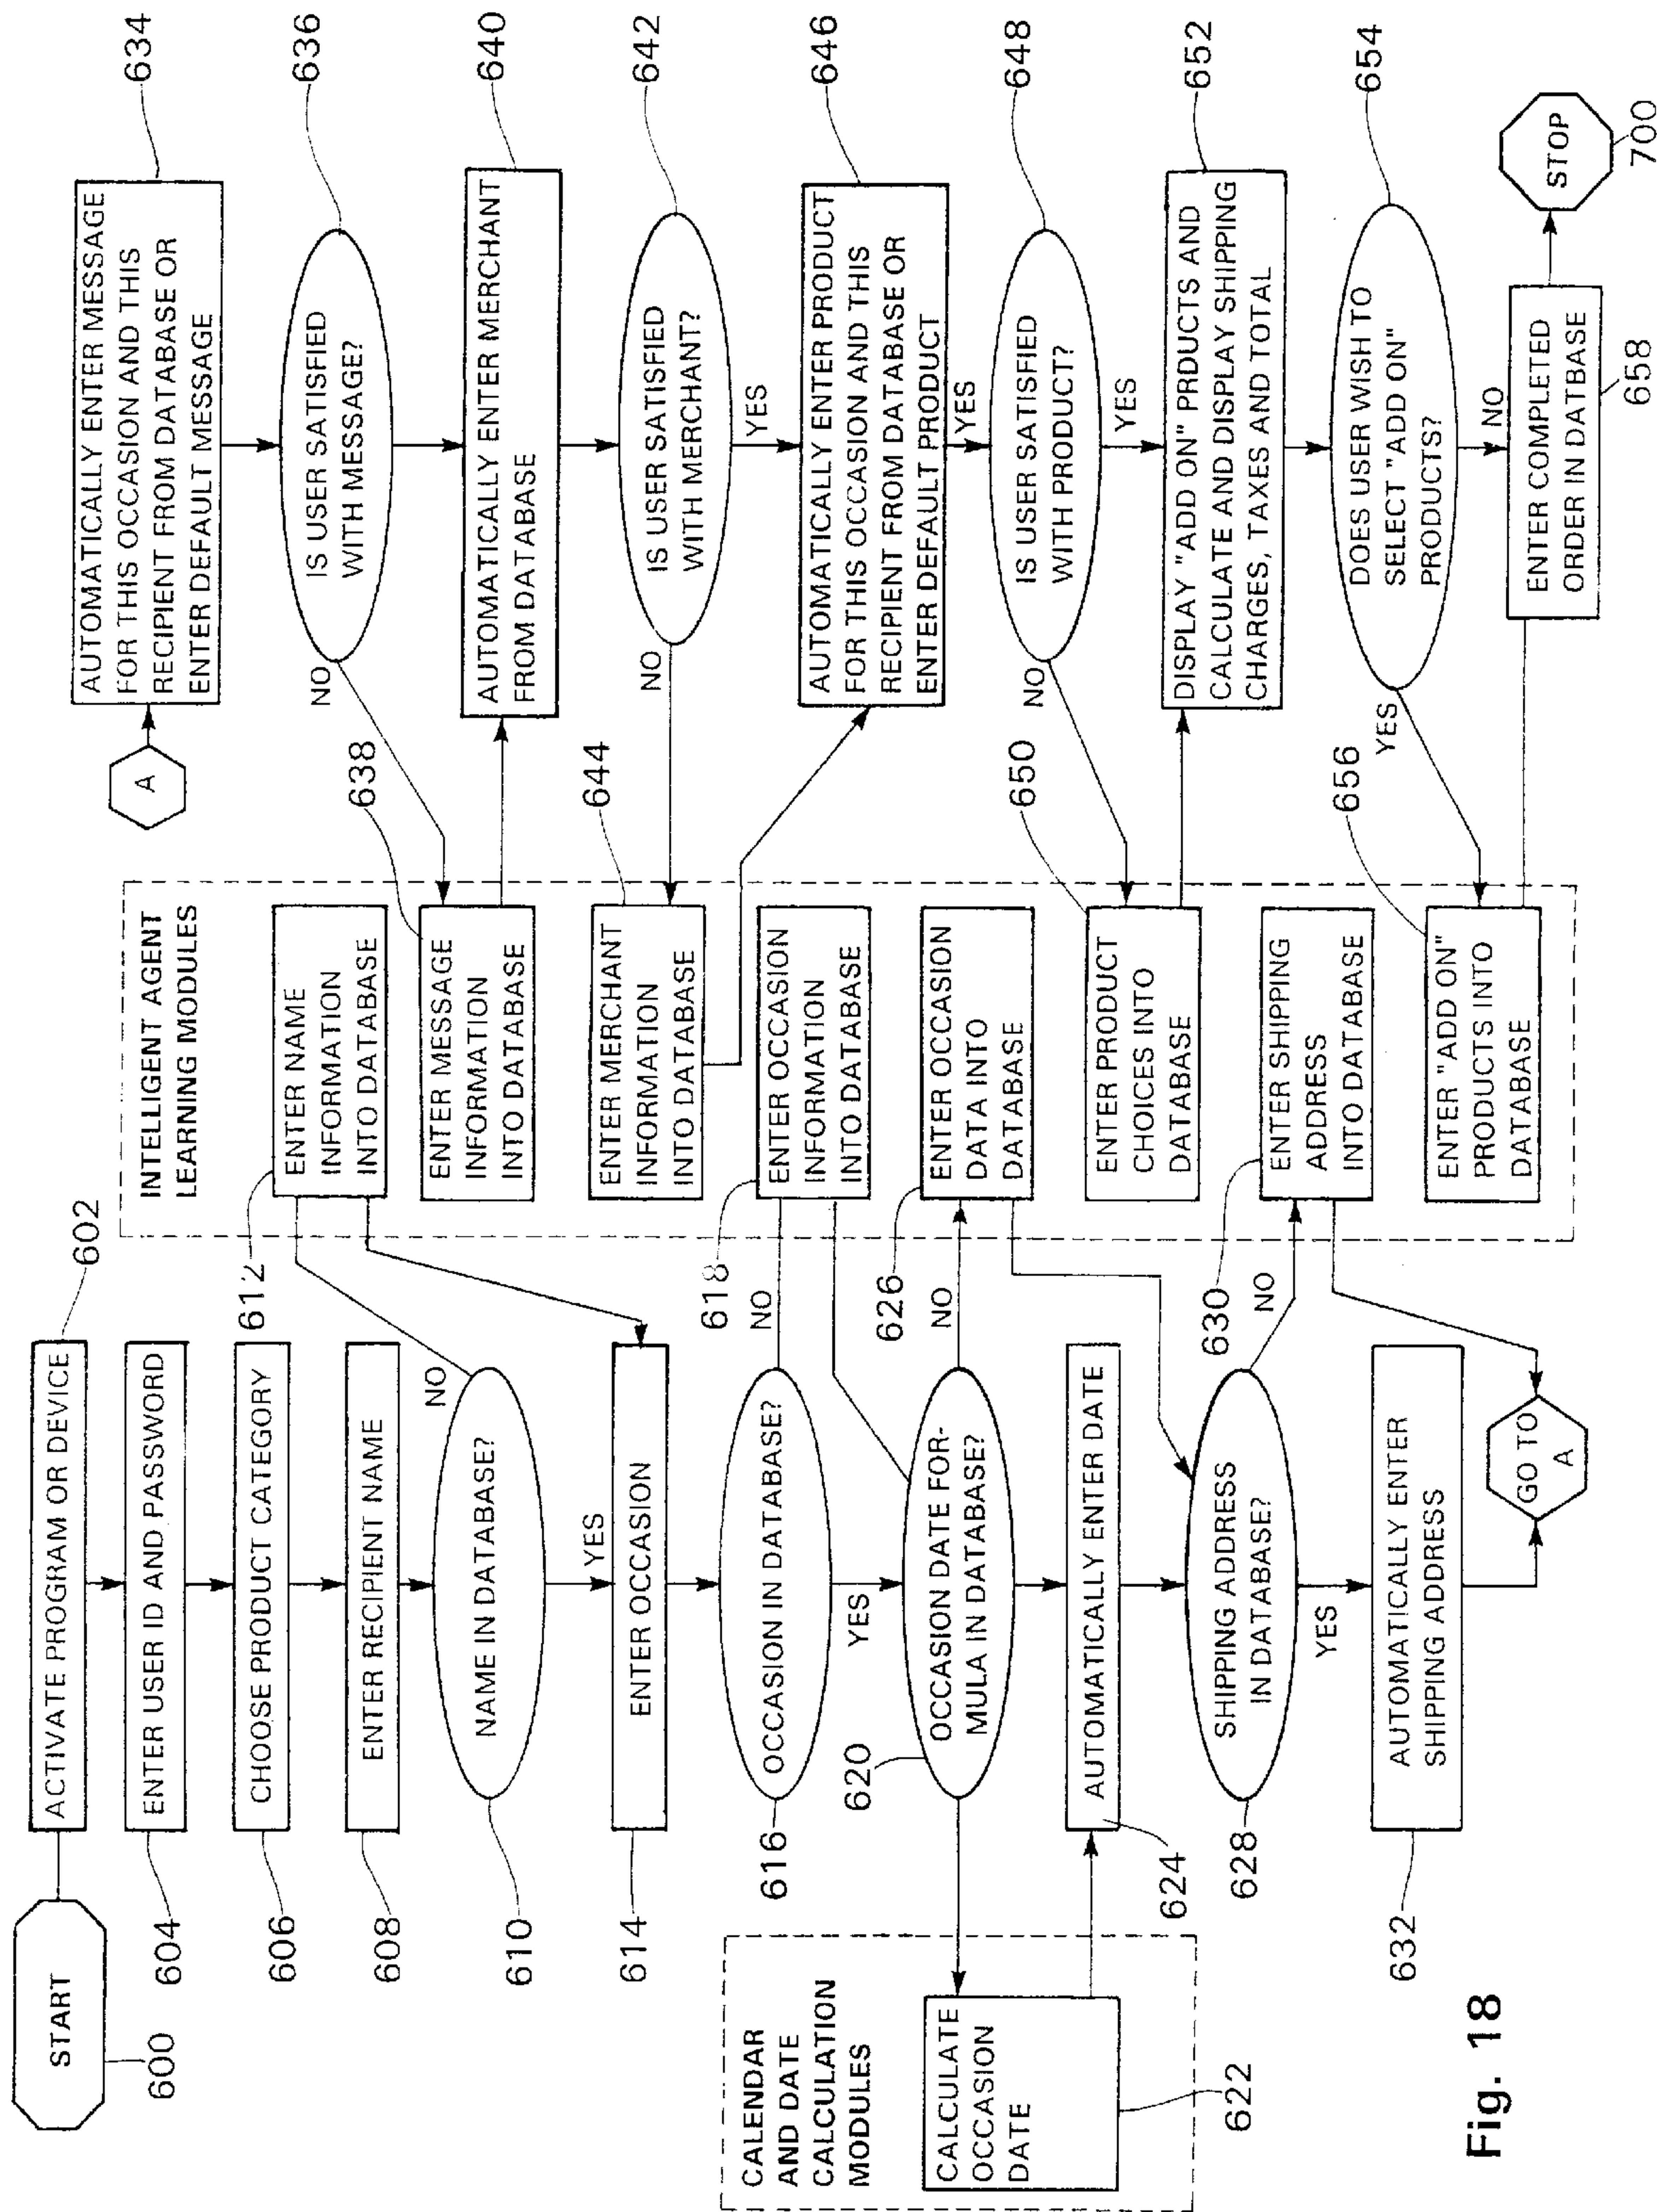 START
600
ACTIVATE PROGRAM OR DEVICE
602
ENTER USER ID AND PASSWORD
604
CHOOSE PRODUCT CATEGORY
606
ENTER RECIPIENT NAME
608
NAME IN DATABASE?
610
NO
YES
ENTER OCCASION
614
OCCASION IN DATABASE?
616
NO
YES
OCCASION DATE FOR-
MULA IN DATABASE?
620
NO
CALENDAR
AND DATE
CALCULATION
MODULES
CALCULATE
OCCASION
DATE
622
AUTOMATICALLY ENTER DATE
624
SHIPPING ADDRESS
IN DATABASE?
628
NO
YES
AUTOMATICALLY ENTER
SHIPPING ADDRESS
632
GO TO
A
INTELLIGENT AGENT
LEARNING MODULES
ENTER NAME
INFORMATION
INTO DATABASE
612
ENTER MESSAGE
INFORMATION
INTO DATABASE
638
ENTER MERCHANT
INFORMATION
INTO DATABASE
644
ENTER OCCASION
INFORMATION
INTO DATABASE
618
ENTER OCCASION
DATA INTO
DATABASE
626
ENTER PRODUCT
CHOICES INTO
DATABASE
650
ENTER SHIPPING
ADDRESS
INTO DATABASE
630
ENTER "ADD ON"
PRODUCTS INTO
DATABASE
656
A
AUTOMATICALLY ENTER MESSAGE
FOR THIS OCCASION AND THIS
RECIPIENT FROM DATABASE OR
ENTER DEFAULT MESSAGE
634
IS USER SATISFIED
WITH MESSAGE?
636
NO
AUTOMATICALLY ENTER MERCHANT
FROM DATABASE
640
IS USER SATISFIED
WITH MERCHANT?
642
NO
YES
AUTOMATICALLY ENTER PRODUCT
FOR THIS OCCASION AND THIS
RECIPIENT FROM DATABASE OR
ENTER DEFAULT PRODUCT
646
YES
IS USER SATISFIED
WITH PRODUCT?
648
NO
YES
DISPLAY "ADD ON" PRDUCTS AND
CALCULATE AND DISPLAY SHIPPING
CHARGES, TAXES AND TOTAL
652
DOES USER WISH TO
SELECT "ADD ON"
PRODUCTS?
654
YES
NO
ENTER COMPLETED
ORDER IN DATBASE
658
STOP
700
Fig. 18